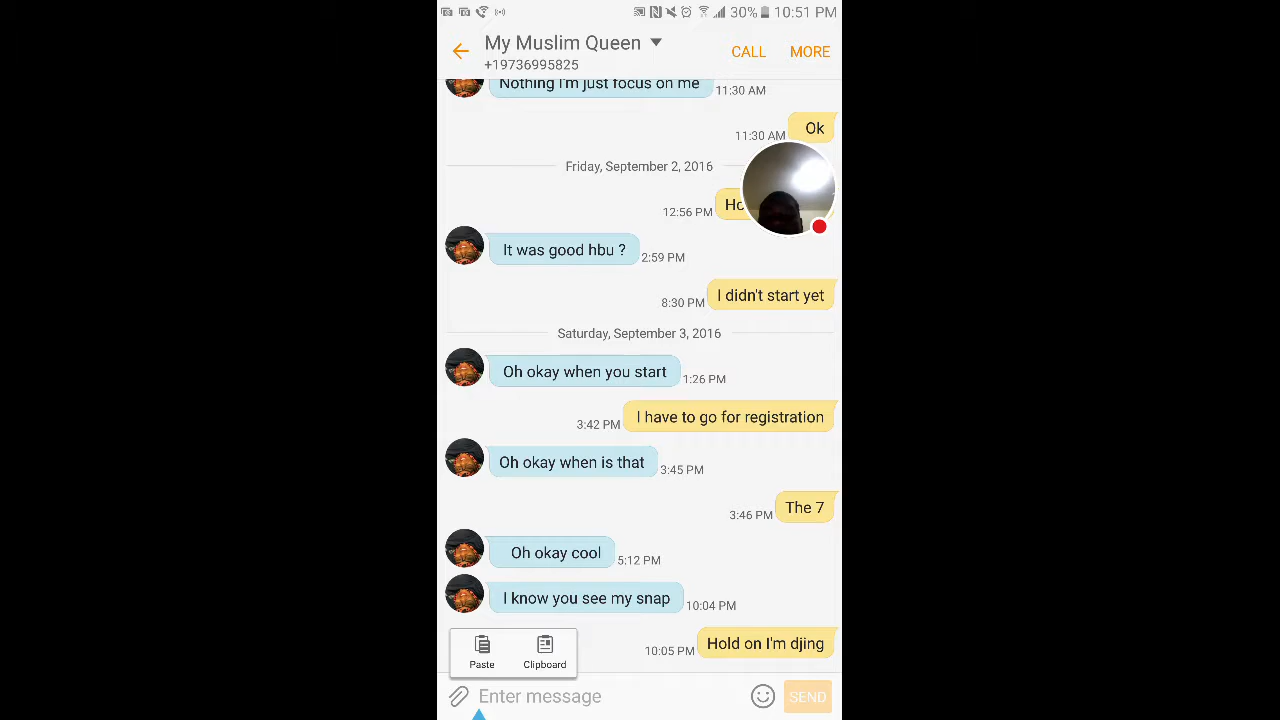 30% 10:51 PM
My Muslim Queen
+19736995825
CALL
MORE
Nothing I'm just focus on me
11:30 AM
Ok
11:30 AM
Friday, September 2, 2016
12:56 PM
It was good hbu ?
2:59 PM
I didn't start yet
8:30 PM
Saturday, September 3, 2016
Oh okay when you start
1:26 PM
I have to go for registration
3:42 PM
Oh okay when is that
3:45 PM
The 7
3:46 PM
Oh okay cool
5:12 PM
I know you see my snap
10:04 PM
Hold on I'm djing
10:05 PM
Paste
Clipboard
Enter message
SEND